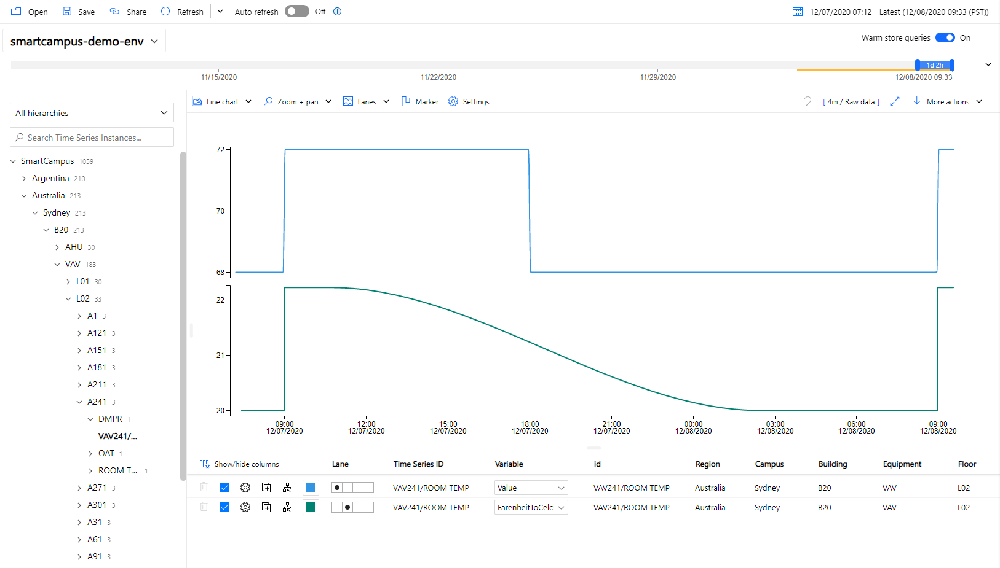 Open Save Share Refresh Auto refresh Off 12/07/2020 07:12 - Latest (12/08/2020 09:33 (PST))
smartcampus-demo-env Warm store queries On
1d 2h
11/15/2020 11/22/2020 11/29/2020 12/08/2020 09:33
Line chart Zoom + pan Lanes Marker Settings [ 4m / Raw data ] More actions
All hierarchies
Search Time Series Instances...
SmartCampus 1059
Argentina 210
Australia 213
Sydney 213
B20 213
AHU 30
VAV 183
L01 30
L02 33
A1 3
A121 3
A151 3
A181 3
A211 3
A241 3
DMPR 1
VAV241/...
OAT 1
ROOM T... 1
A271 3
A301 3
A31 3
A61 3
A91 3
72
70
68
22
21
20
09:00 12:00 15:00 18:00 21:00 00:00 03:00 06:00 09:00
12/07/2020 12/07/2020 12/07/2020 12/07/2020 12/07/2020 12/08/2020 12/08/2020 12/08/2020 12/08/2020
Show/hide columns Lane Time Series ID Variable id Region Campus Building Equipment Floor
VAV241/ROOM TEMP Value VAV241/ROOM TEMP Australia Sydney B20 VAV L02
VAV241/ROOM TEMP FarenheitToCelci VAV241/ROOM TEMP Australia Sydney B20 VAV L02